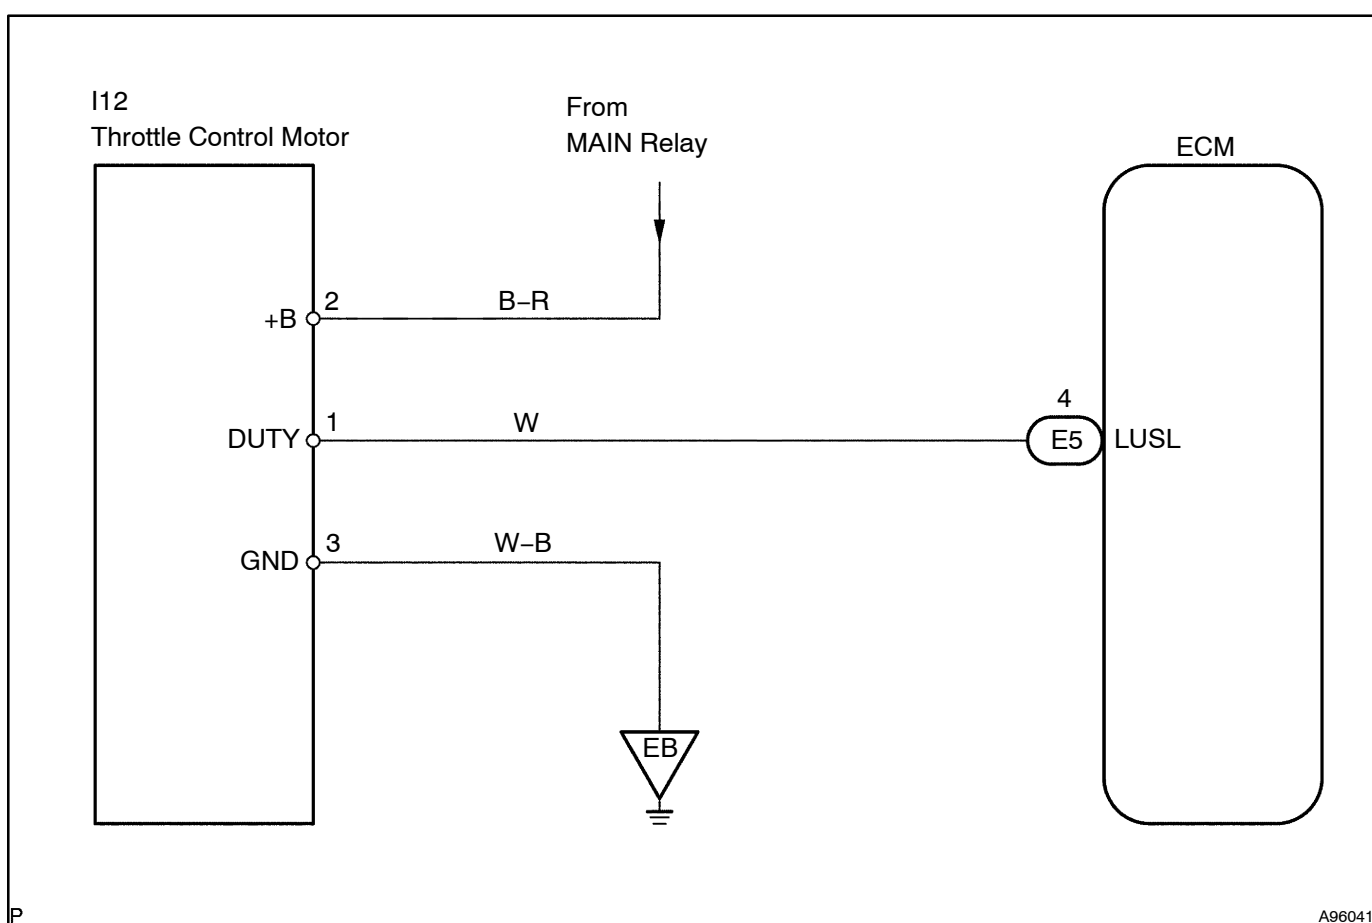 I12
Throttle Control Motor
From
MAIN Relay
ECM
+B
2
B−R
DUTY
1
W
4
E5
LUSL
GND
3
W−B
EB
P
A96041